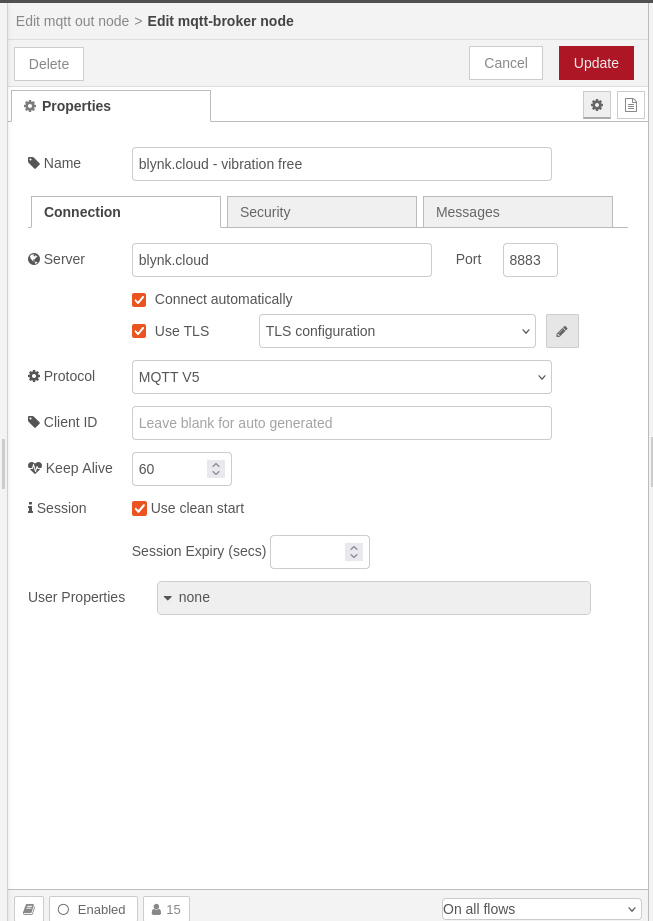 Edit mqtt out node > Edit mqtt-broker node
Delete Cancel Update
Properties
Name blynk.cloud - vibration free
Connection Security Messages
Server blynk.cloud Port 8883
Connect automatically
Use TLS TLS configuration
Protocol MQTT V5
Client ID Leave blank for auto generated
Keep Alive 60
Session Use clean start
Session Expiry (secs)
User Properties none
Enabled 15 On all flows